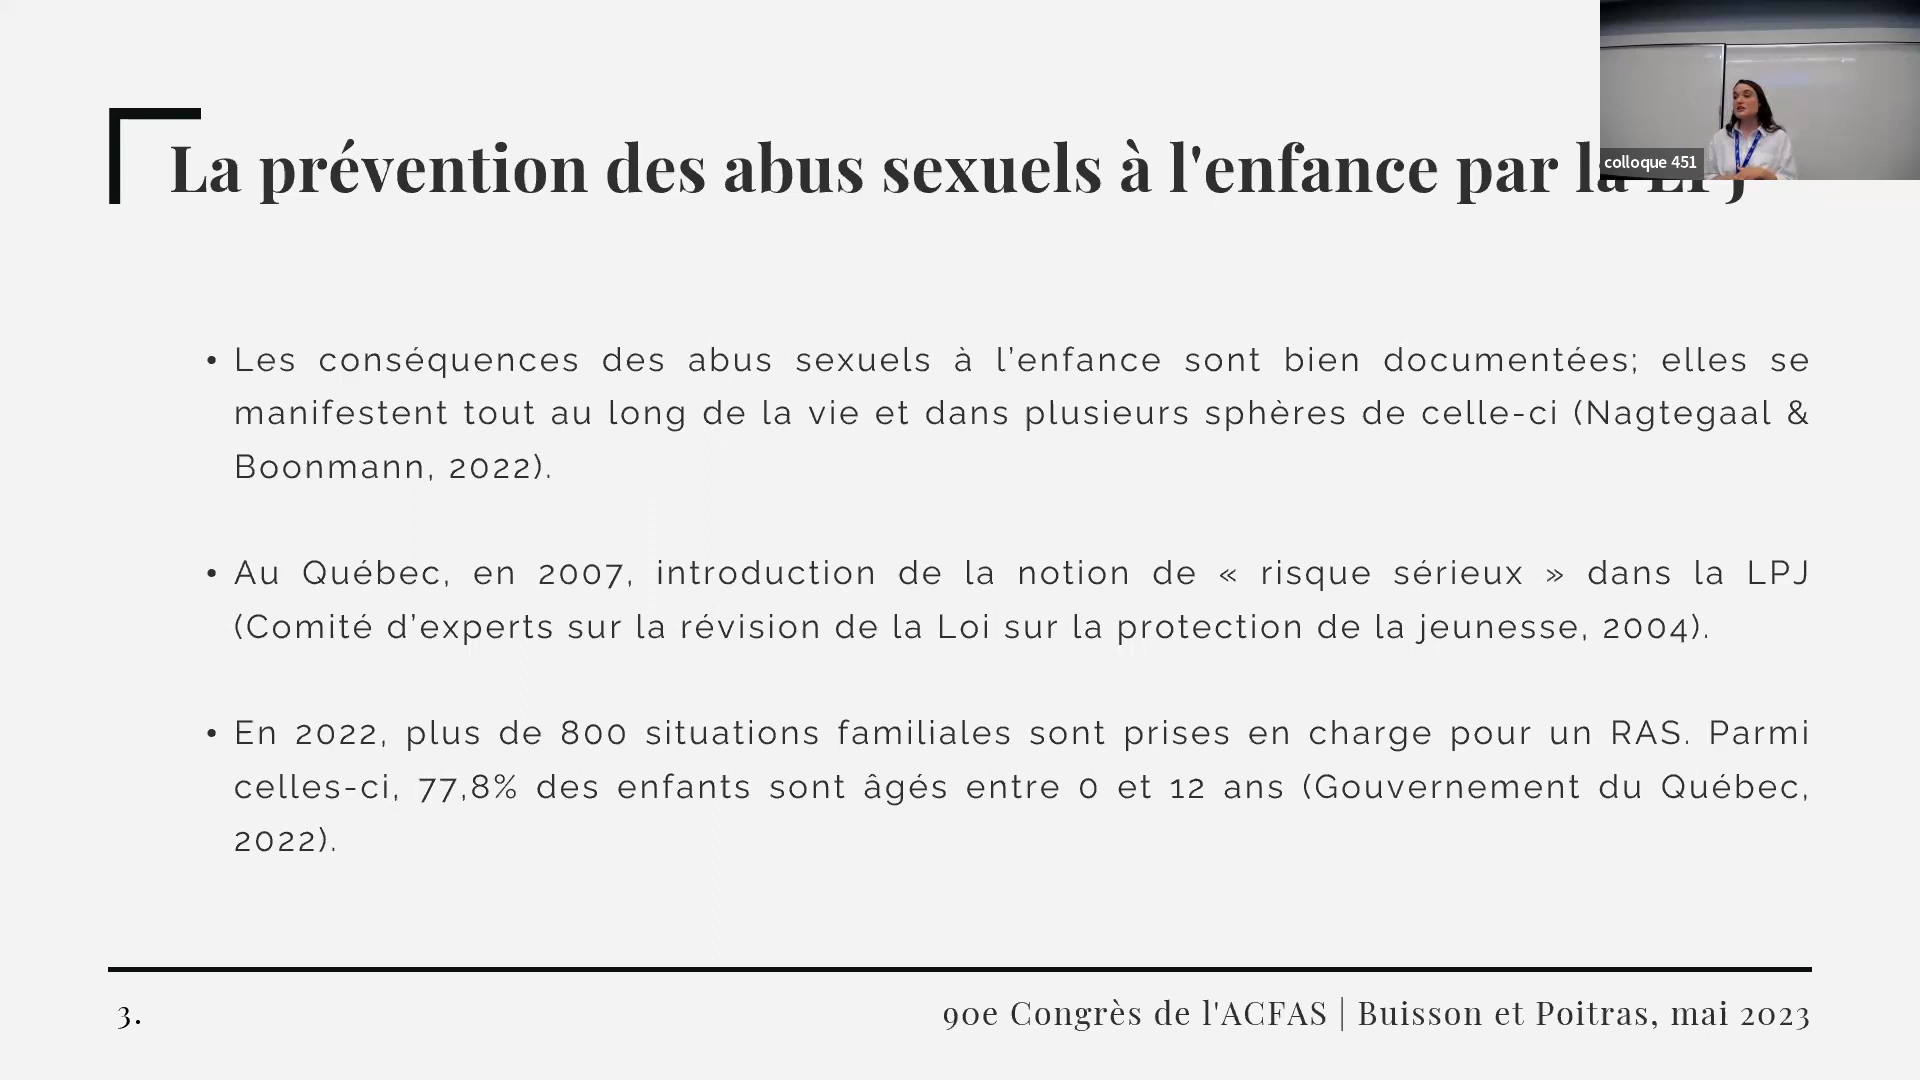 La prévention des abus sexuels à l'enfance par la LPJ
colloque 451
• Les conséquences des abus sexuels à l’enfance sont bien documentées; elles se
manifestent tout au long de la vie et dans plusieurs sphères de celle-ci (Nagtegaal &
Boonmann, 2022).
• Au Québec, en 2007, introduction de la notion de « risque sérieux » dans la LPJ
(Comité d’experts sur la révision de la Loi sur la protection de la jeunesse, 2004).
• En 2022, plus de 800 situations familiales sont prises en charge pour un RAS. Parmi
celles-ci, 77,8% des enfants sont âgés entre 0 et 12 ans (Gouvernement du Québec,
2022).
3.
90e Congrès de l'ACFAS | Buisson et Poitras, mai 2023